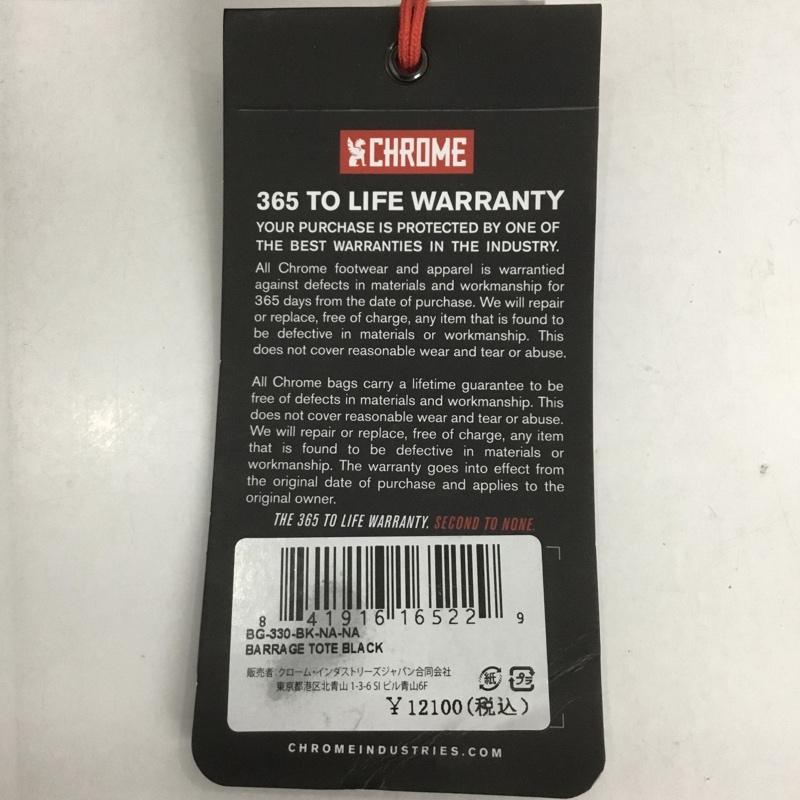 CHROME
365 TO LIFE WARRANTY
YOUR PURCHASE IS PROTECTED BY ONE OF
THE BEST WARRANTIES IN THE INDUSTRY.
All Chrome footwear and apparel is warrantied
against defects in materials and workmanship for
365 days from the date of purchase. We will repair
or replace, free of charge, any item that is found to
be defective in materials or workmanship. This
does not cover reasonable wear and tear or abuse.
All Chrome bags carry a lifetime guarantee to be
free of defects in materials and workmanship. This
does not cover reasonable wear and tear or abuse.
We will repair or replace, free of charge, any item
that is found to be defective in materials or
workmanship. The warranty goes into effect from
the original date of purchase and applies to the
original owner.
THE 365 TO LIFE WARRANTY. SECOND TO NONE.
8 41916 16522 9
BG-330-BK-NA-NA
BARRAGE TOTE BLACK
販売者:クローム・インダストリーズジャパン合同会社
東京都港区北青山 1-3-6 SI ビル青山6F
紙 プラ
¥12100(税込)
CHROMEINDUSTRIES.COM